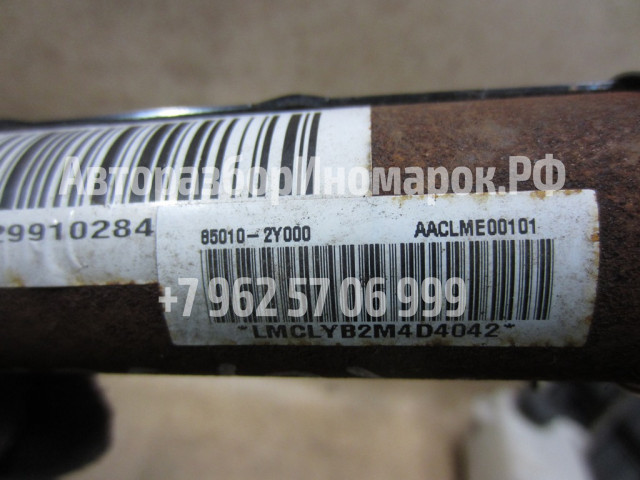 АвторазборИномарок.РФ
29910284
85010-2Y000 AACLME00101
+7 962 57 06 999
*LMCLYB2M4D4042*